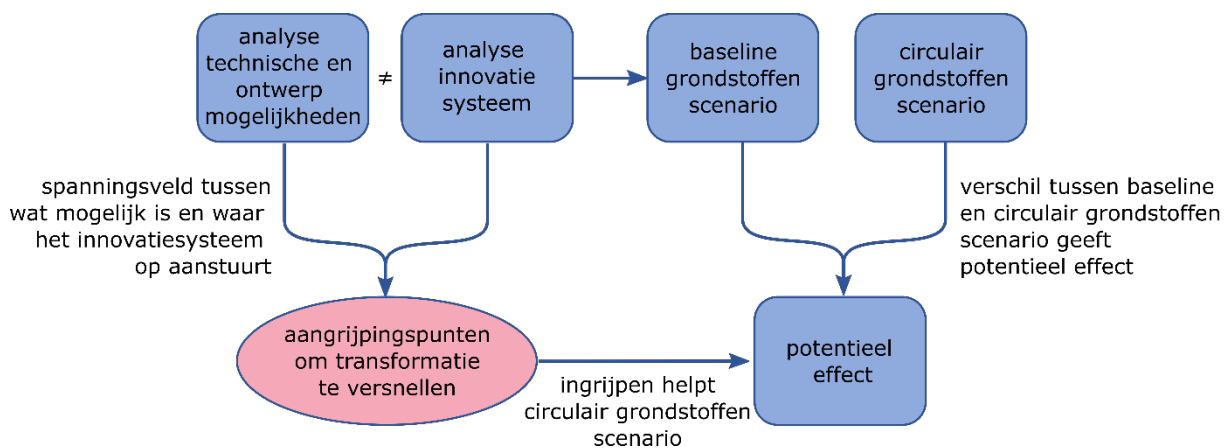 analyse
technische en
ontwerp
mogelijkheden
≠
analyse
innovatie
systeem
baseline
grondstoffen
scenario
circulair
grondstoffen
scenario
spanningsveld tussen
wat mogelijk is en waar
het innovatiesysteem
op aanstuurt
verschil tussen baseline
en circulair grondstoffen
scenario geeft
potentieel effect
aangrijpingspunten
om transformatie
te versnellen
ingrijpen helpt
circulair grondstoffen
scenario
potentieel
effect